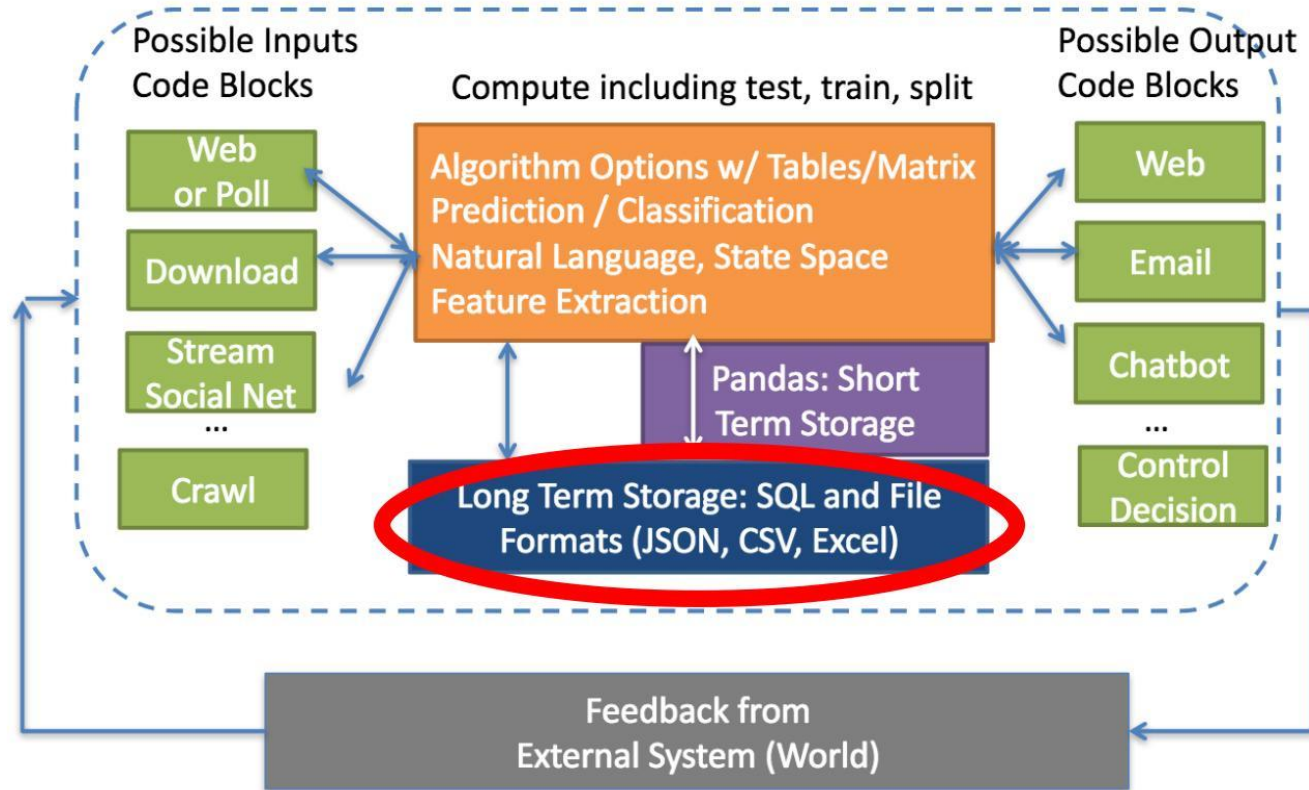 Possible Inputs
Code Blocks
Web
or Poll
Download
Stream
Social Net
...
Crawl
Compute including test, train, split
Algorithm Options w/ Tables/Matrix
Prediction / Classification
Natural Language, State Space
Feature Extraction
Pandas: Short
Term Storage
Long Term Storage: SQL and File
Formats (JSON, CSV, Excel)
Possible Output
Code Blocks
Web
Email
Chatbot
...
Control
Decision
Feedback from
External System (World)